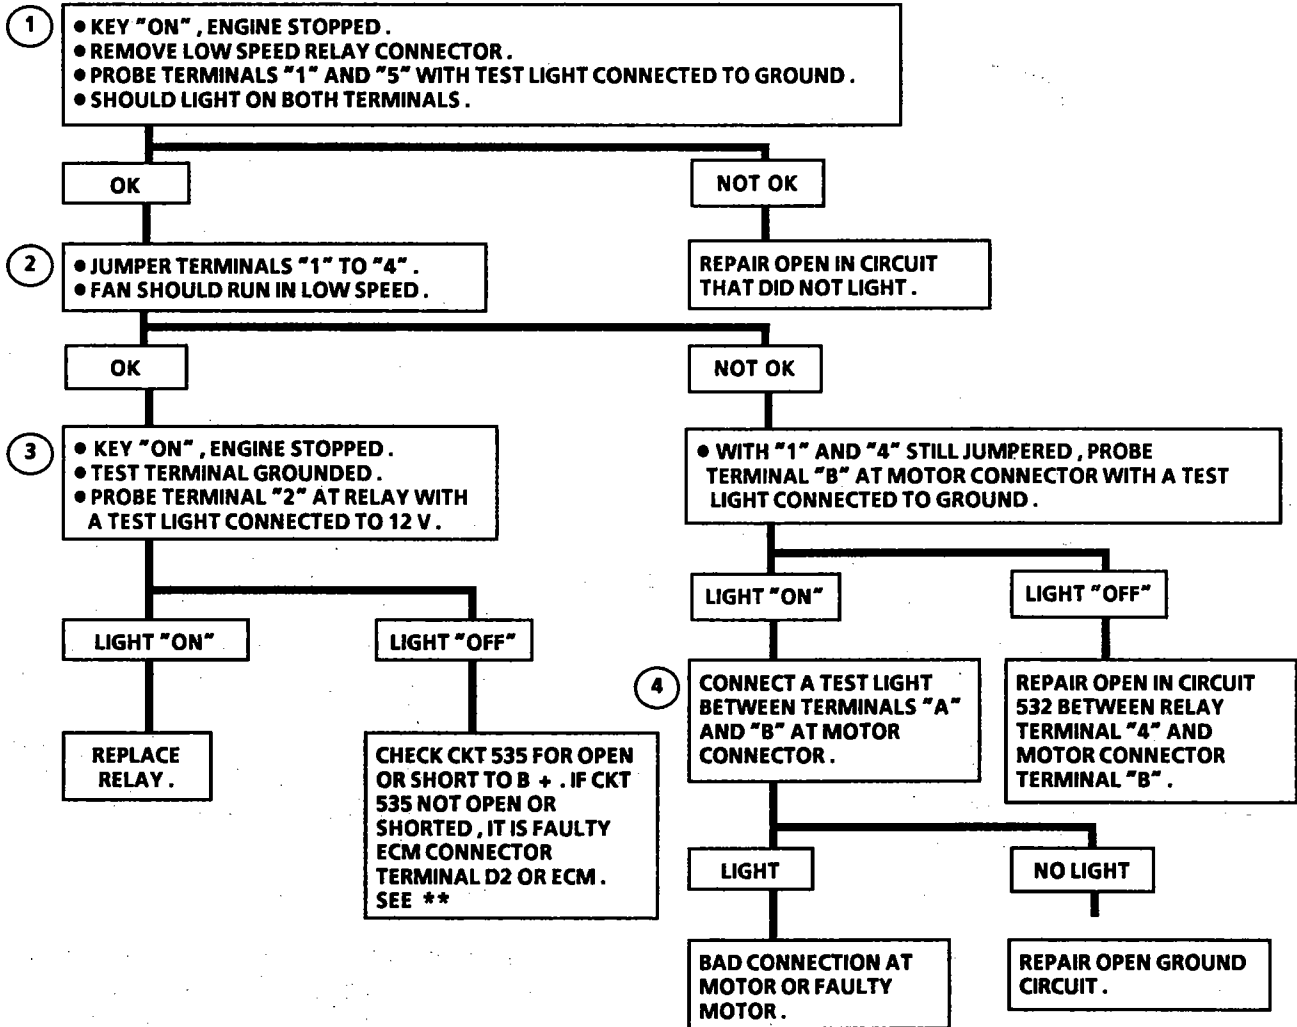 1
● KEY "ON" , ENGINE STOPPED .
● REMOVE LOW SPEED RELAY CONNECTOR .
● PROBE TERMINALS "1" AND "5" WITH TEST LIGHT CONNECTED TO GROUND .
● SHOULD LIGHT ON BOTH TERMINALS .
OK
NOT OK
2
● JUMPER TERMINALS "1" TO "4" .
● FAN SHOULD RUN IN LOW SPEED .
REPAIR OPEN IN CIRCUIT
THAT DID NOT LIGHT .
OK
NOT OK
3
● KEY "ON" , ENGINE STOPPED .
● TEST TERMINAL GROUNDED .
● PROBE TERMINAL "2" AT RELAY WITH
A TEST LIGHT CONNECTED TO 12 V .
● WITH "1" AND "4" STILL JUMPERED , PROBE
TERMINAL "B" AT MOTOR CONNECTOR WITH A TEST
LIGHT CONNECTED TO GROUND .
LIGHT "ON"
LIGHT "OFF"
LIGHT "ON"
LIGHT "OFF"
REPLACE
RELAY .
CHECK CKT 535 FOR OPEN
OR SHORT TO B + . IF CKT
535 NOT OPEN OR
SHORTED , IT IS FAULTY
ECM CONNECTOR
TERMINAL D2 OR ECM .
SEE **
4
CONNECT A TEST LIGHT
BETWEEN TERMINALS "A"
AND "B" AT MOTOR
CONNECTOR .
REPAIR OPEN IN CIRCUIT
532 BETWEEN RELAY
TERMINAL "4" AND
MOTOR CONNECTOR
TERMINAL "B" .
LIGHT
NO LIGHT
BAD CONNECTION AT
MOTOR OR FAULTY
MOTOR .
REPAIR OPEN GROUND
CIRCUIT .